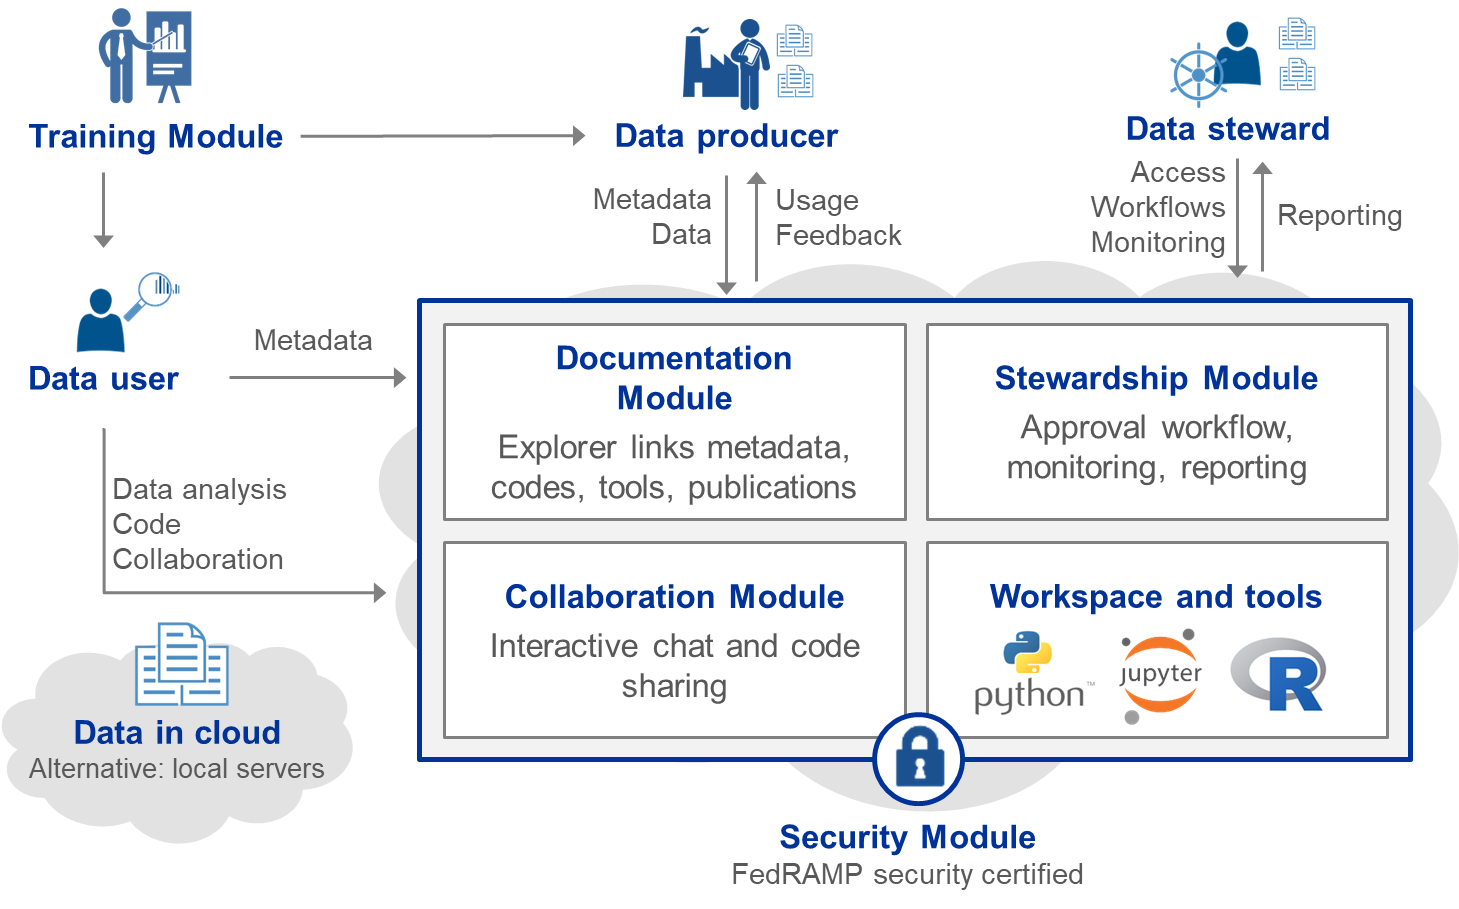 Training Module
Data producer
Data steward
Metadata
Data
Usage
Feedback
Access
Workflows
Monitoring
Reporting
Data user
Metadata
Data analysis
Code
Collaboration
Documentation
Module
Explorer links metadata,
codes, tools, publications
Stewardship Module
Approval workflow,
monitoring, reporting
Collaboration Module
Interactive chat and code
sharing
Workspace and tools
python™
jupyter
R
Data in cloud
Alternative: local servers
Security Module
FedRAMP security certified